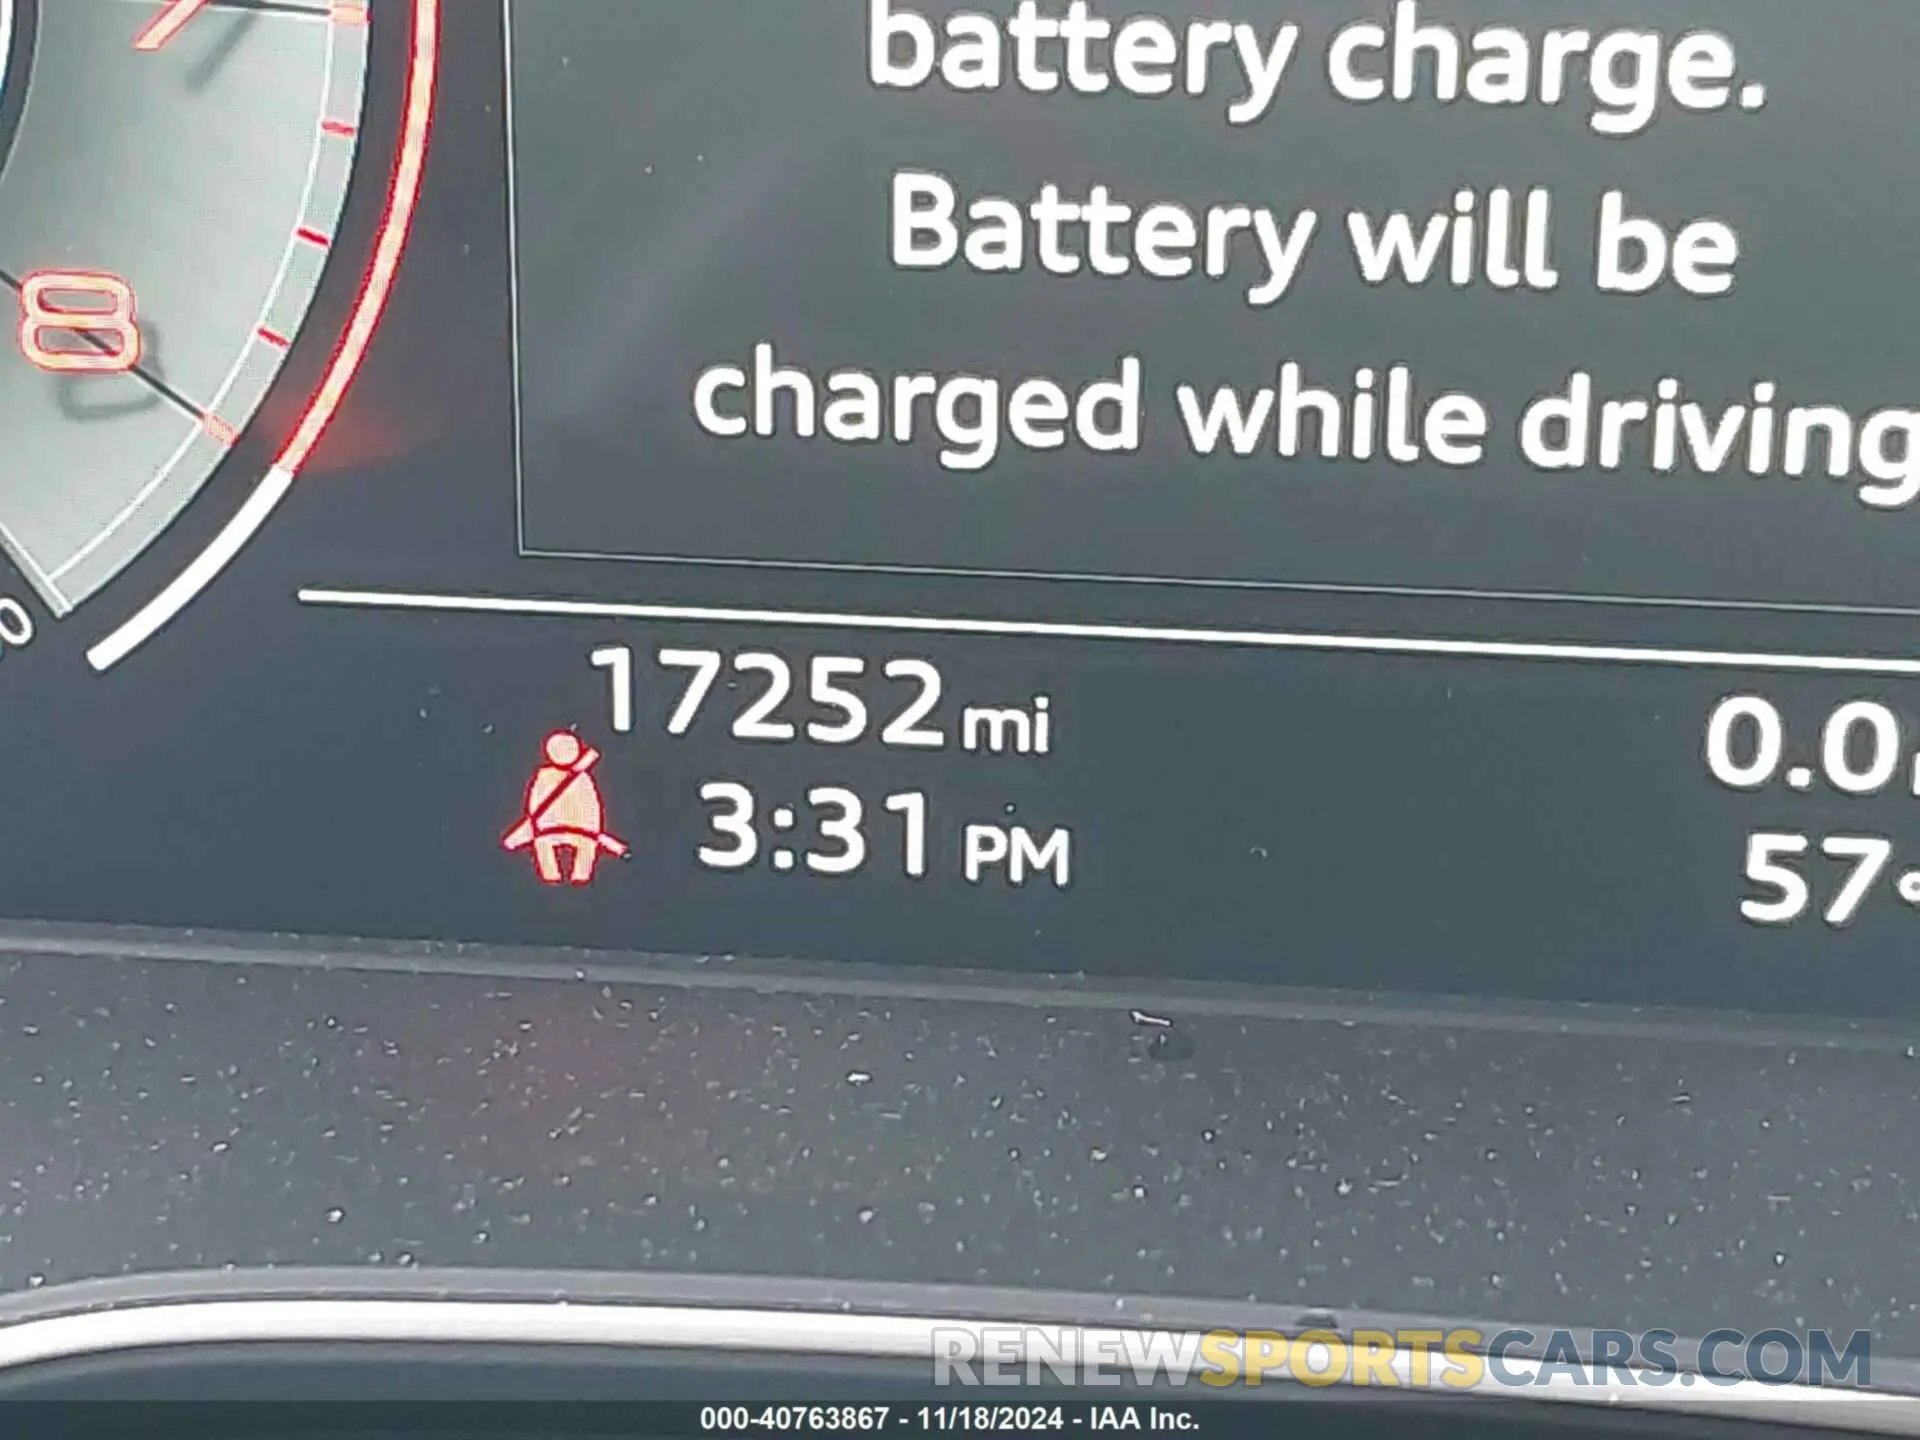 7
battery charge.
Battery will be
8
charged while driving
17252 mi
0.0
3:31 PM
57°
RENEWSPORTSCARS.COM
000-40763867 - 11/18/2024 - IAA Inc.